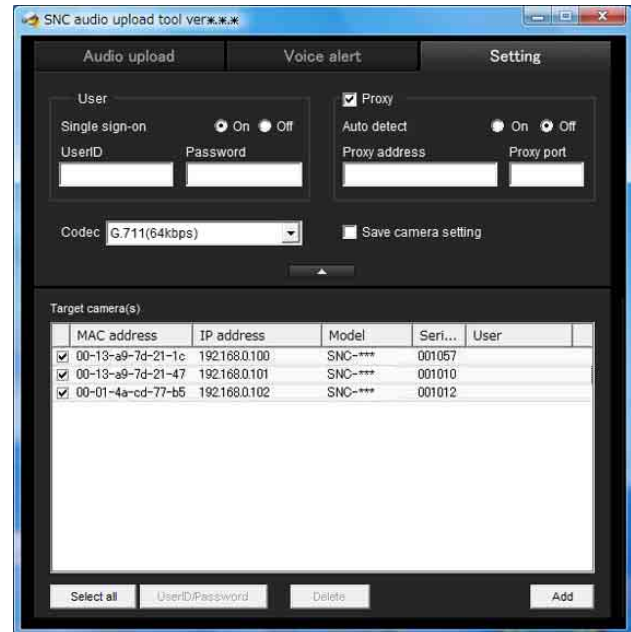 SNC audio upload tool ver*.*.*
Audio upload Voice alert Setting
User
Proxy
Single sign-on On Off
Auto detect On Off
UserID Password
Proxy address Proxy port
Codec G.711(64kbps)
Save camera setting
Target camera(s)
MAC address IP address Model Seri... User
00-13-a9-7d-21-1c 192.168.0.100 SNC-*** 001057
00-13-a9-7d-21-47 192.168.0.101 SNC-*** 001010
00-01-4a-cd-77-b5 192.168.0.102 SNC-*** 001012
Select all UserID/Password Delete Add